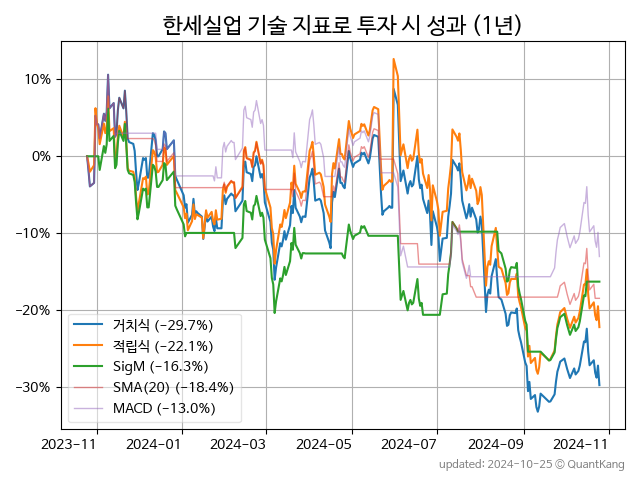 한세실업 기술 지표로 투자 시 성과 (1년)
10%
0%
−10%
−20%
−30%
거치식 (−29.7%)
적립식 (−22.1%)
SigM (−16.3%)
SMA(20) (−18.4%)
MACD (−13.0%)
2023−11 2024−01 2024−03 2024−05 2024−07 2024−09 2024−11
updated: 2024-10-25 © QuantKang